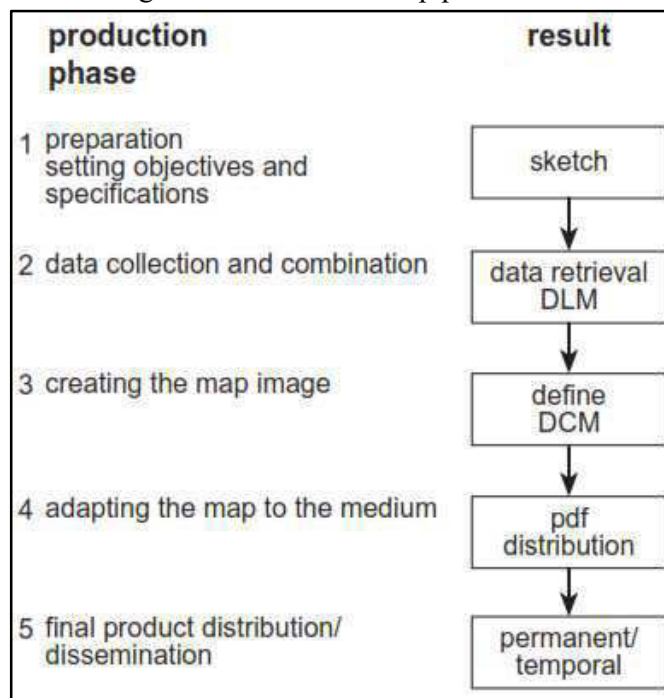 production phase
result
1 preparation
setting objectives and
specifications
sketch
2 data collection and combination
data retrieval
DLM
3 creating the map image
define
DCM
4 adapting the map to the medium
pdf
distribution
5 final product distribution/
dissemination
permanent/
temporal